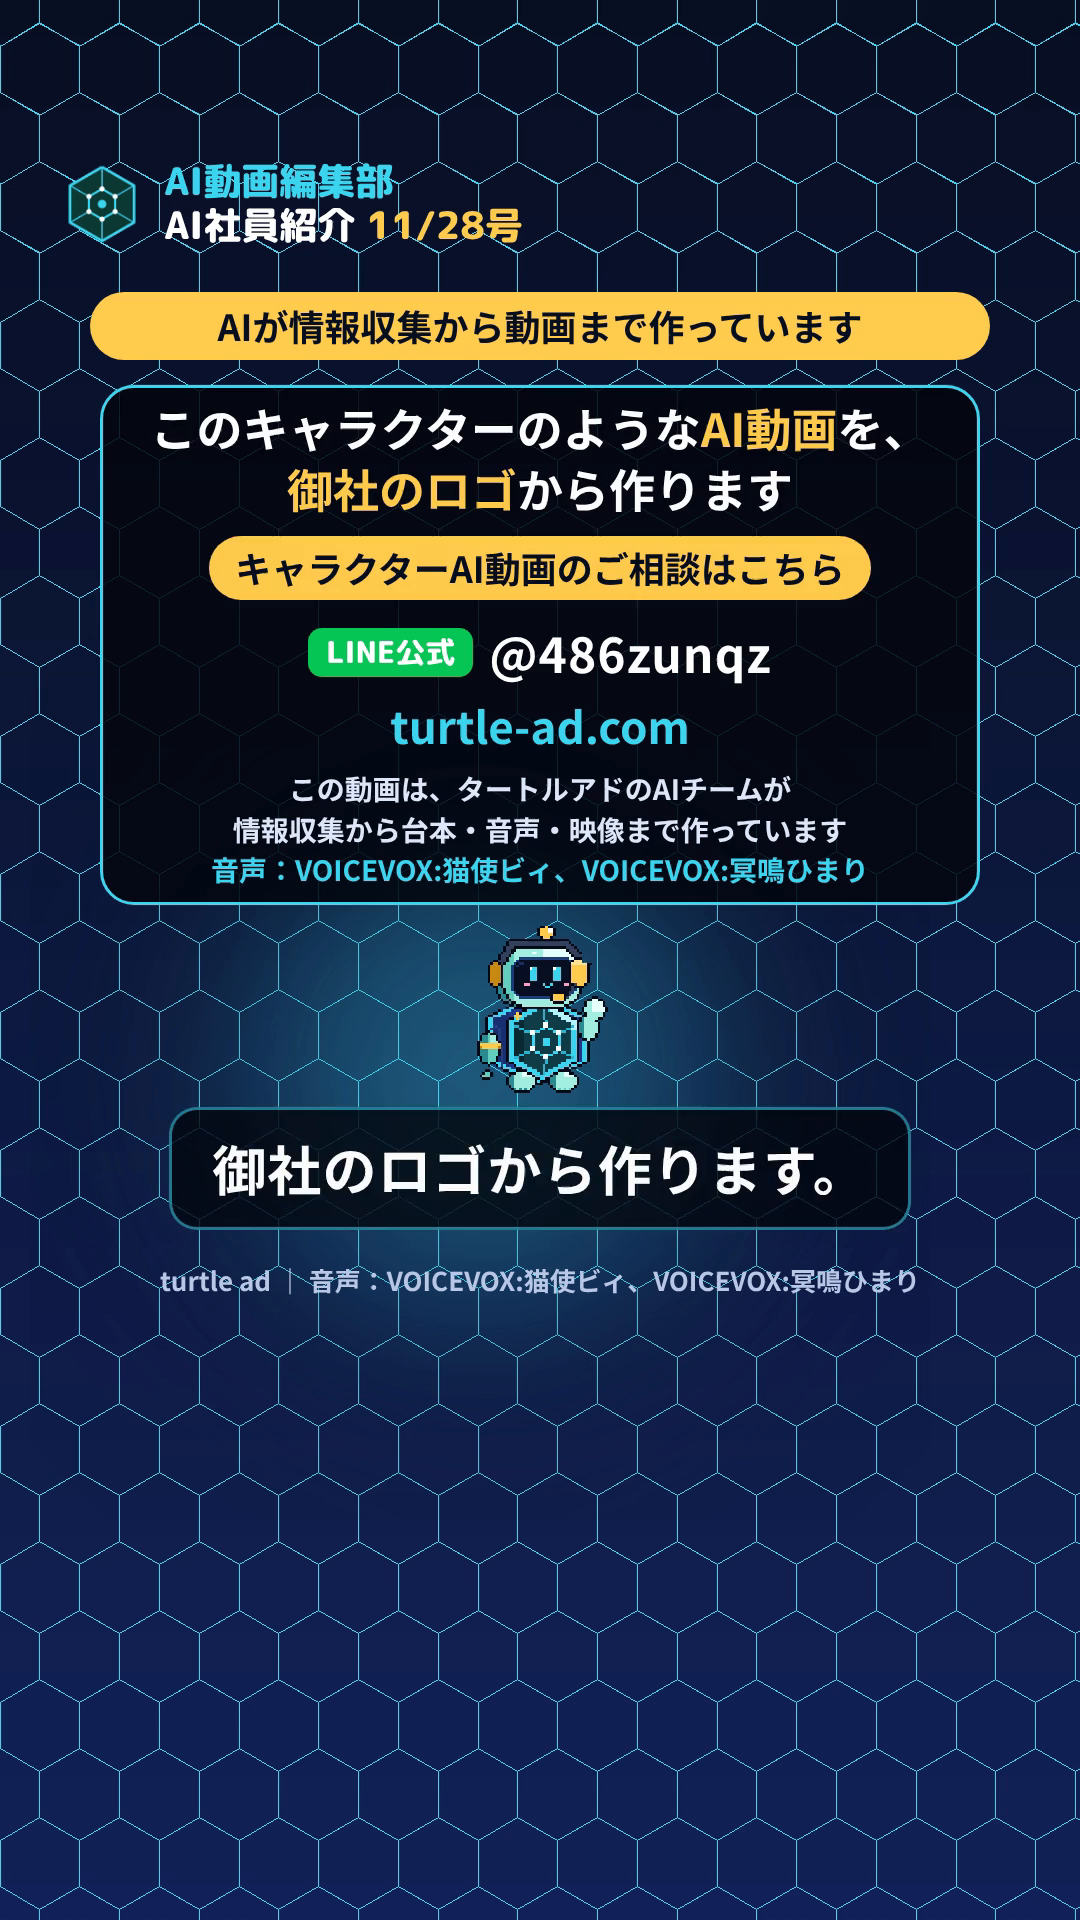 AI動画編集部
AI社員紹介 11/28号
AIが情報収集から動画まで作っています
このキャラクターのようなAI動画を、
御社のロゴから作ります
キャラクターAI動画のご相談はこちら
LINE公式 @486zunqz
turtle-ad.com
この動画は、タートルアドのAIチームが
情報収集から台本・音声・映像まで作っています
音声：VOICEVOX:猫使ビィ、VOICEVOX:冥鳴ひまり
御社のロゴから作ります。
turtle ad ｜ 音声：VOICEVOX:猫使ビィ、VOICEVOX:冥鳴ひまり